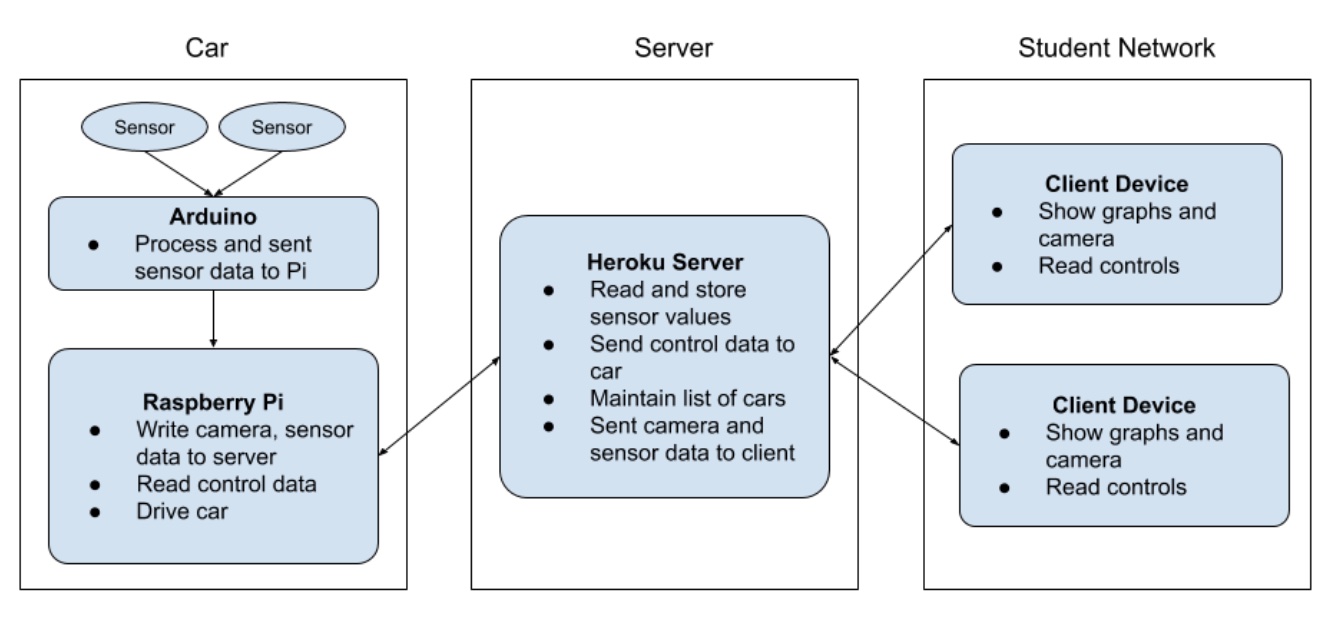 Car
Sensor
Sensor
Arduino
● Process and sent
sensor data to Pi
Raspberry Pi
● Write camera, sensor
data to server
● Read control data
● Drive car
Server
Heroku Server
● Read and store
sensor values
● Send control data to
car
● Maintain list of cars
● Sent camera and
sensor data to client
Student Network
Client Device
● Show graphs and
camera
● Read controls
Client Device
● Show graphs and
camera
● Read controls